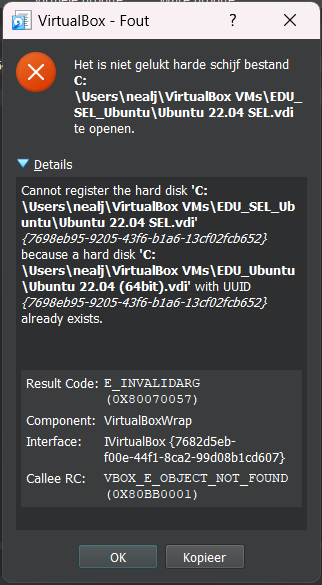 VirtualBox - Fout
?
Het is niet gelukt harde schijf bestand
C:
\Users\nealj\VirtualBox VMs\EDU_
SEL_Ubuntu\Ubuntu 22.04 SEL.vdi
te openen.
Details
Cannot register the hard disk 'C:
\Users\nealj\VirtualBox VMs\EDU_SEL_Ub
untu\Ubuntu 22.04 SEL.vdi'
{7698eb95-9205-43f6-b1a6-13cf02fcb652}
because a hard disk 'C:
\Users\nealj\VirtualBox VMs\EDU_Ubuntu
\Ubuntu 22.04 (64bit).vdi' with UUID
{7698eb95-9205-43f6-b1a6-13cf02fcb652}
already exists.
Result Code: E_INVALIDARG
(0X80070057)
Component: VirtualBoxWrap
Interface: IVirtualBox {7682d5eb-
f00e-44f1-8ca2-99d08b1cd607}
Callee RC: VBOX_E_OBJECT_NOT_FOUND
(0X80BB0001)
OK Kopieer